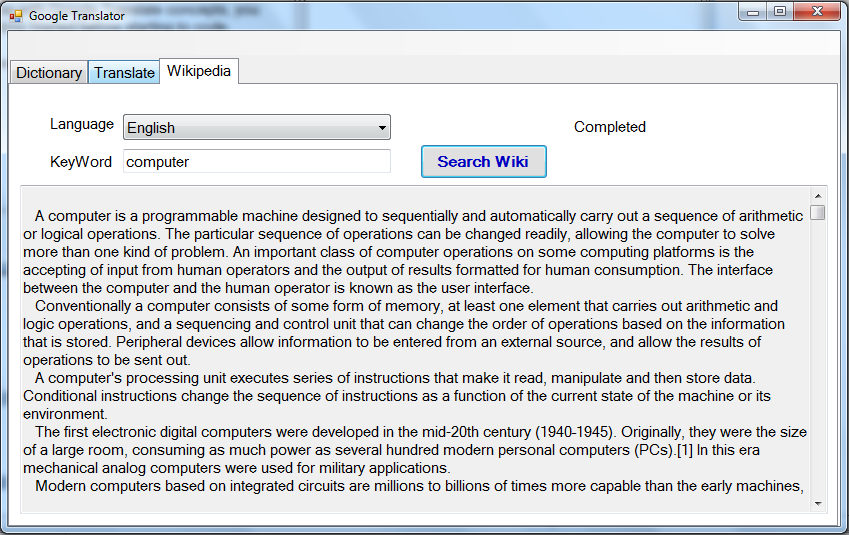 Google Translator
Dictionary Translate Wikipedia
Language English Completed
KeyWord computer Search Wiki
A computer is a programmable machine designed to sequentially and automatically carry out a sequence of arithmetic
or logical operations. The particular sequence of operations can be changed readily, allowing the computer to solve
more than one kind of problem. An important class of computer operations on some computing platforms is the
accepting of input from human operators and the output of results formatted for human consumption. The interface
between the computer and the human operator is known as the user interface.
Conventionally a computer consists of some form of memory, at least one element that carries out arithmetic and
logic operations, and a sequencing and control unit that can change the order of operations based on the information
that is stored. Peripheral devices allow information to be entered from an external source, and allow the results of
operations to be sent out.
A computer's processing unit executes series of instructions that make it read, manipulate and then store data.
Conditional instructions change the sequence of instructions as a function of the current state of the machine or its
environment.
The first electronic digital computers were developed in the mid-20th century (1940-1945). Originally, they were the size
of a large room, consuming as much power as several hundred modern personal computers (PCs).[1] In this era
mechanical analog computers were used for military applications.
Modern computers based on integrated circuits are millions to billions of times more capable than the early machines,